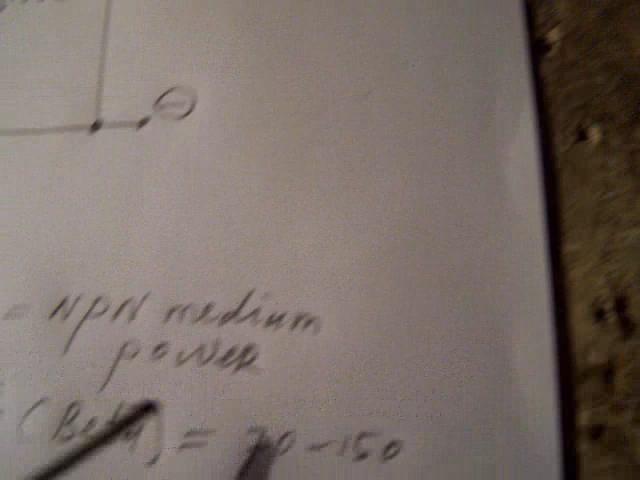 = NPN medium
power
(Beta) = 70-150